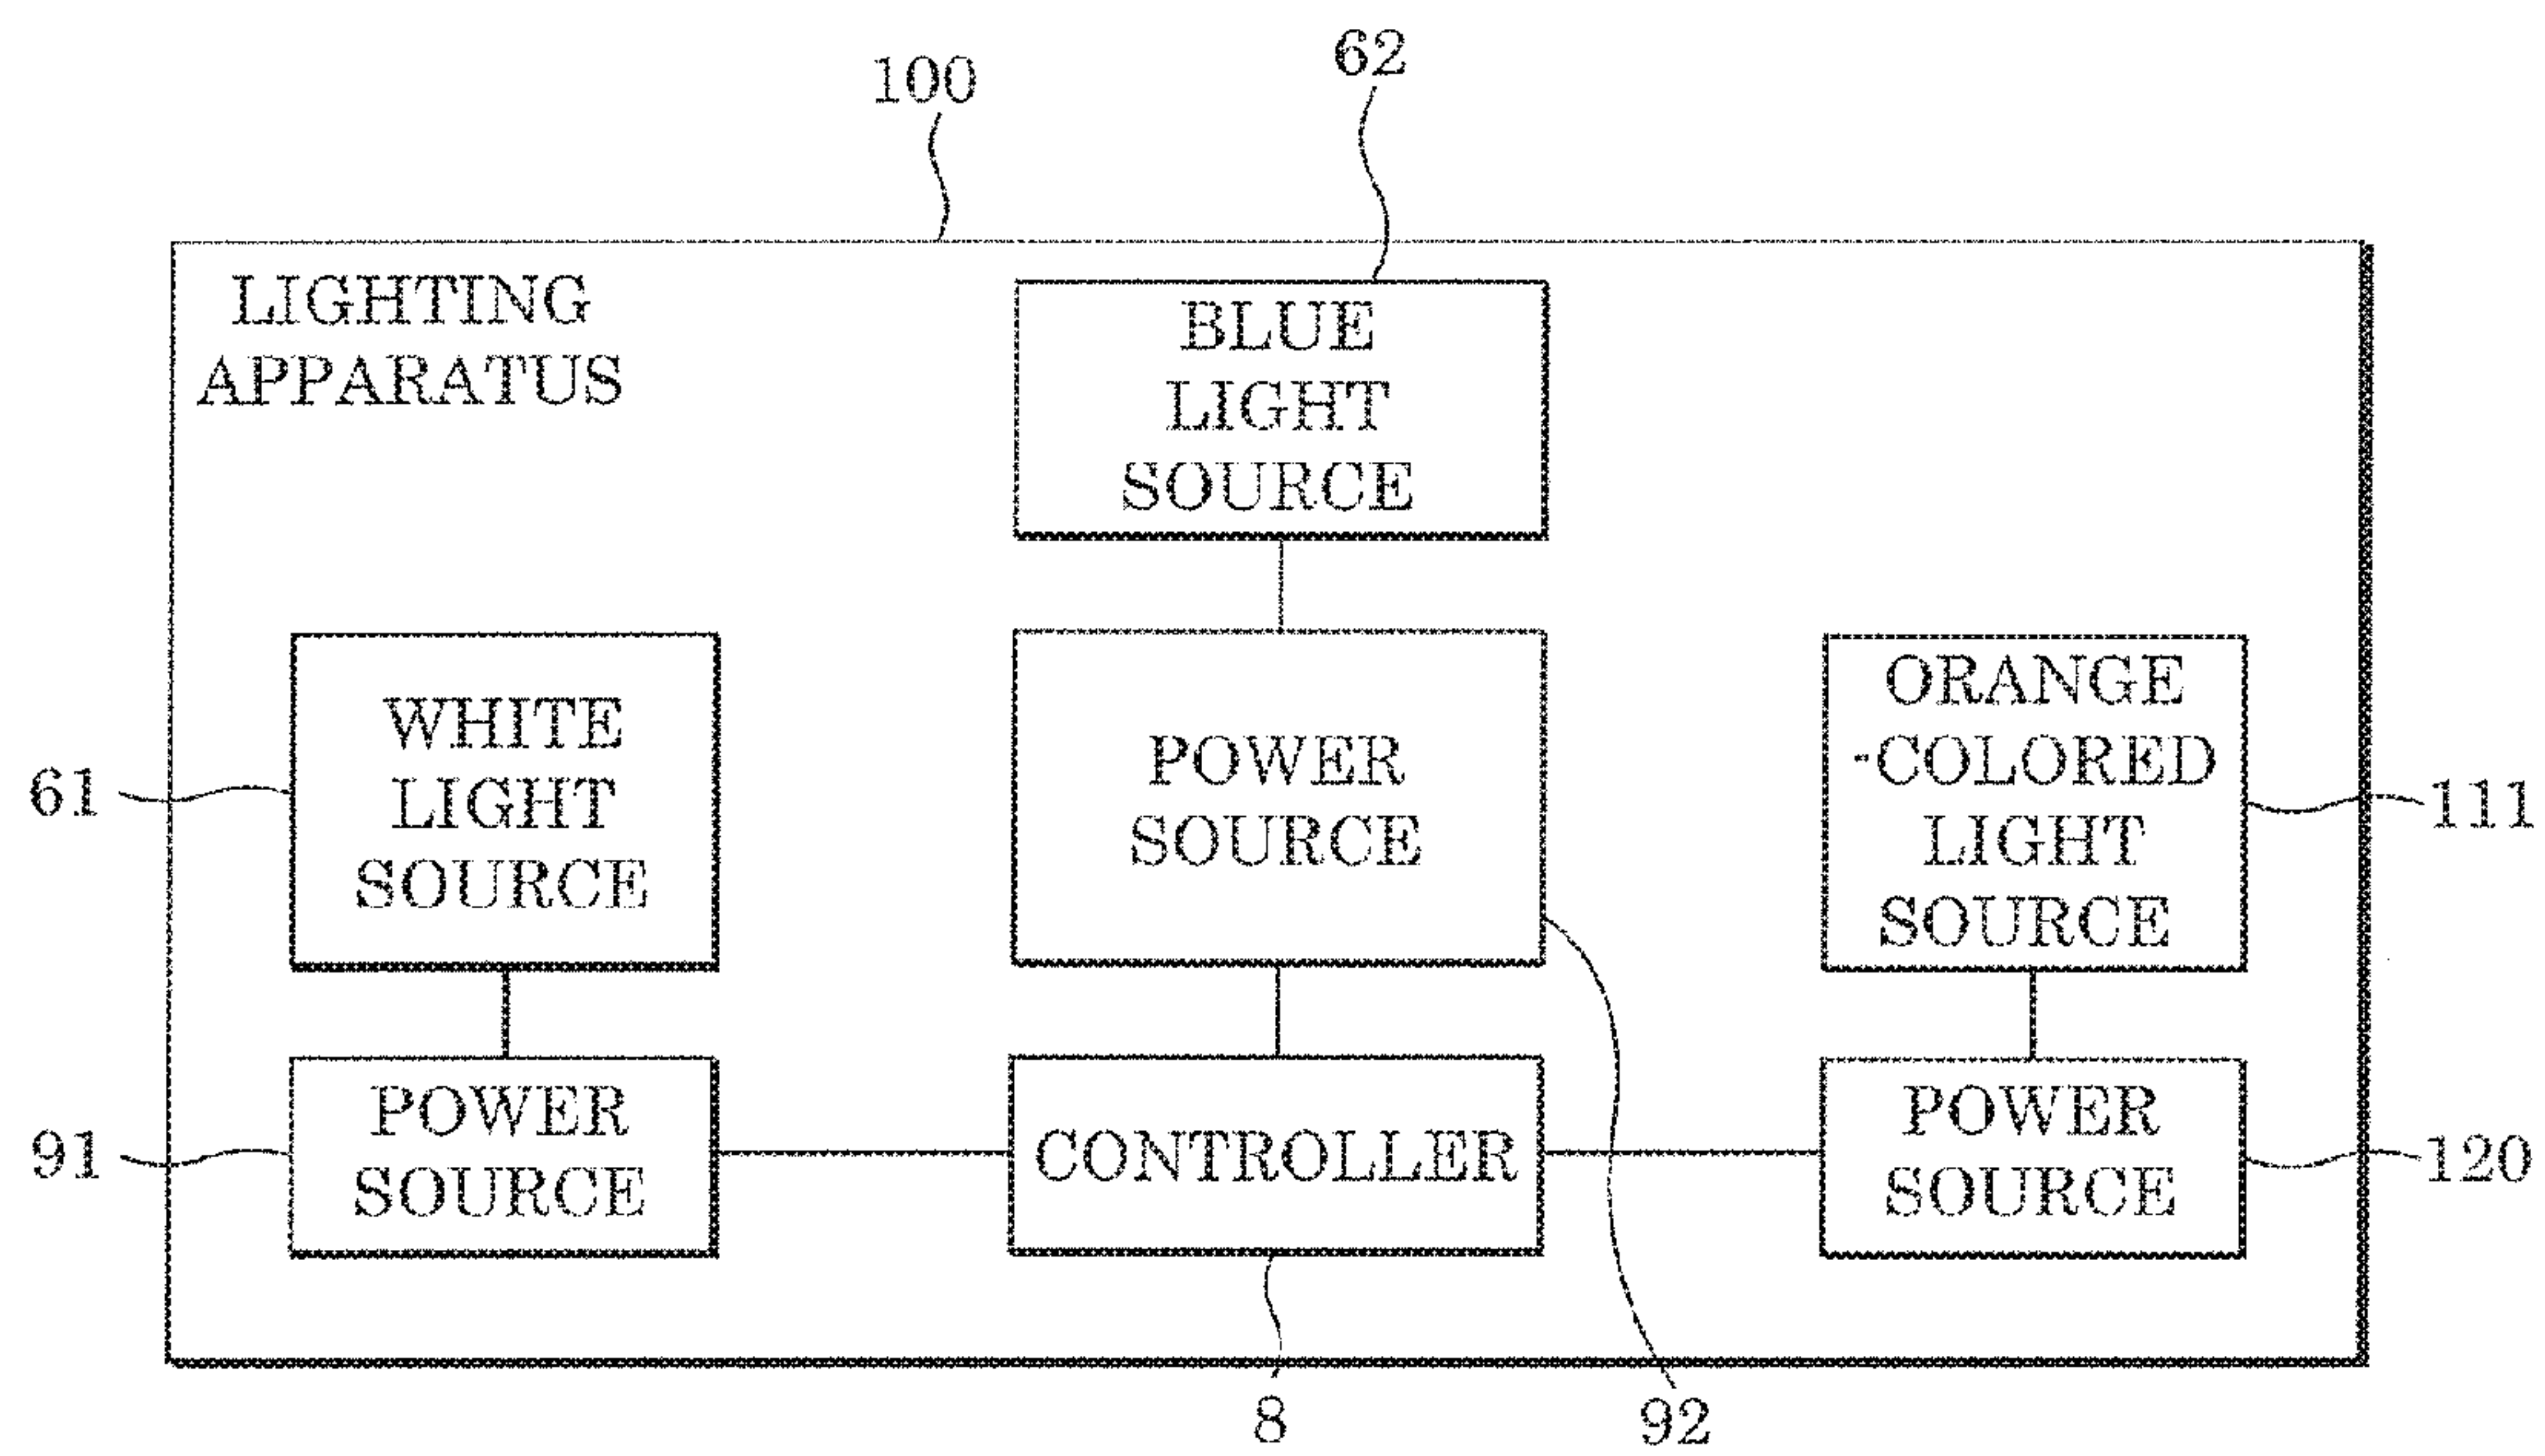 100
62
LIGHTING
APPARATUS
BLUE
LIGHT
SOURCE
WHITE
LIGHT
SOURCE
61
POWER
SOURCE
ORANGE
-COLORED
LIGHT
SOURCE
111
POWER
SOURCE
91
CONTROLLER
POWER
SOURCE
120
8
92